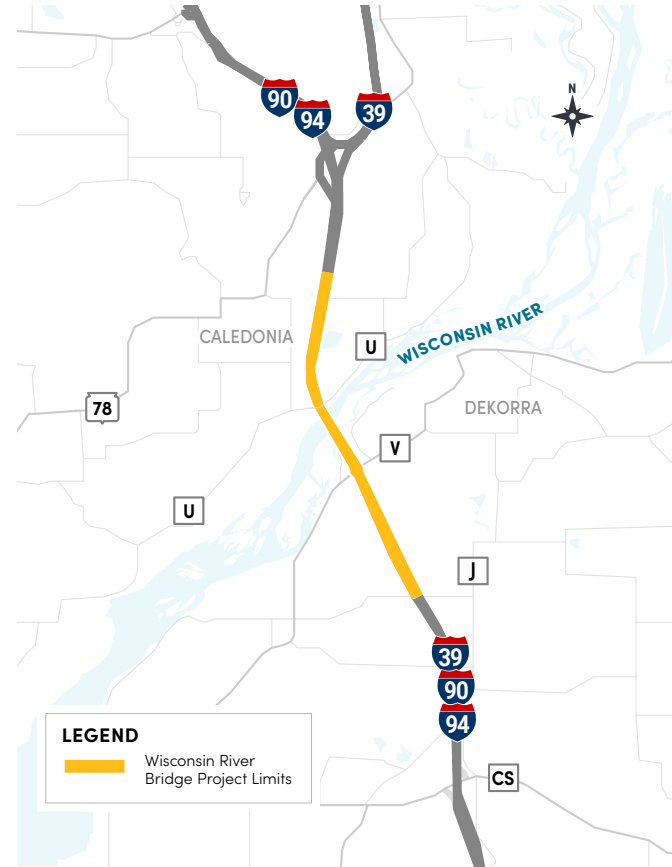 N
90
94
39
CALEDONIA
U
WISCONSIN RIVER
78
DEKORRA
V
U
J
39
90
94
CS
LEGEND
Wisconsin River
Bridge Project Limits